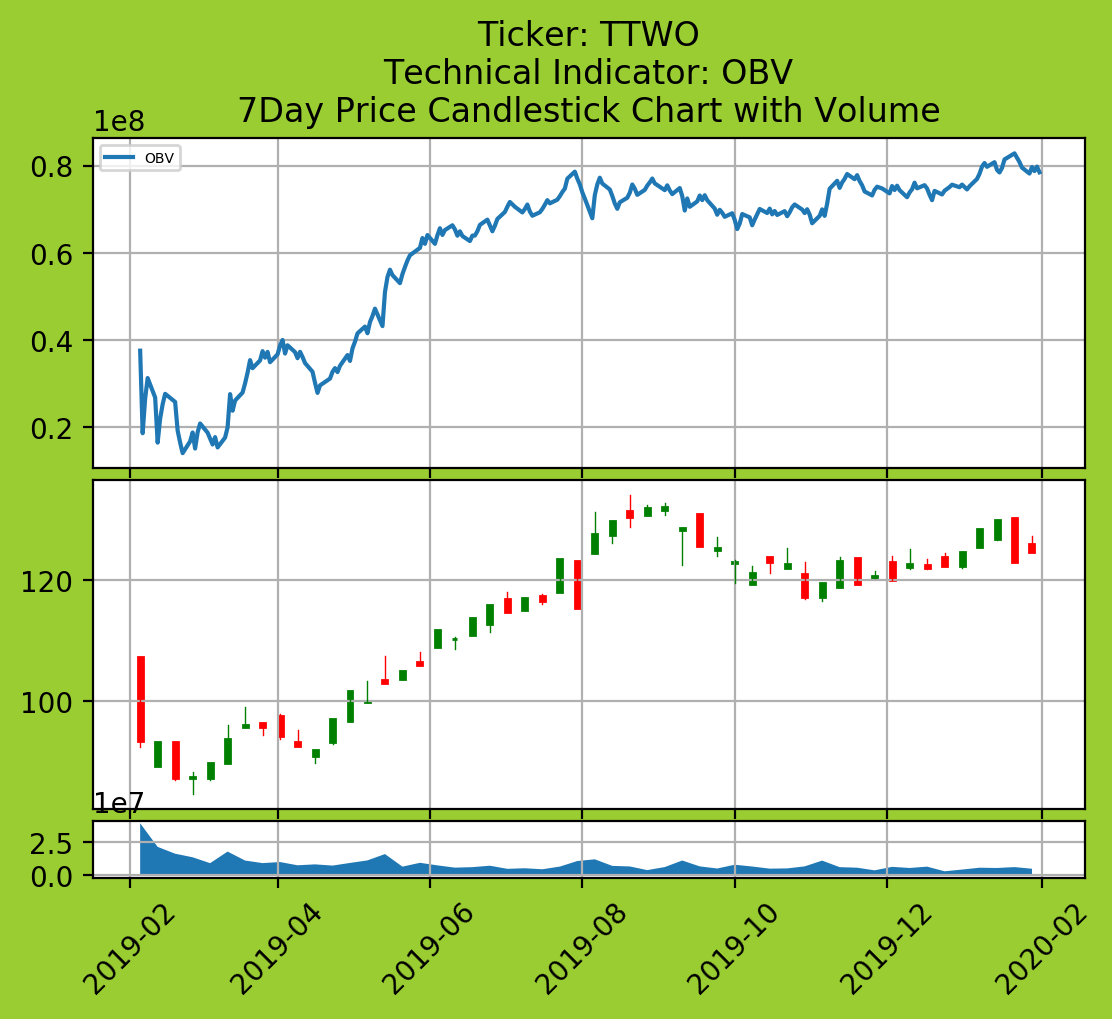 Ticker: TTWO
Technical Indicator: OBV
7Day Price Candlestick Chart with Volume
1e8
OBV
0.8
0.6
0.4
0.2
120
100
1e7
2.5
0.0
2019-02
2019-04
2019-06
2019-08
2019-10
2019-12
2020-02